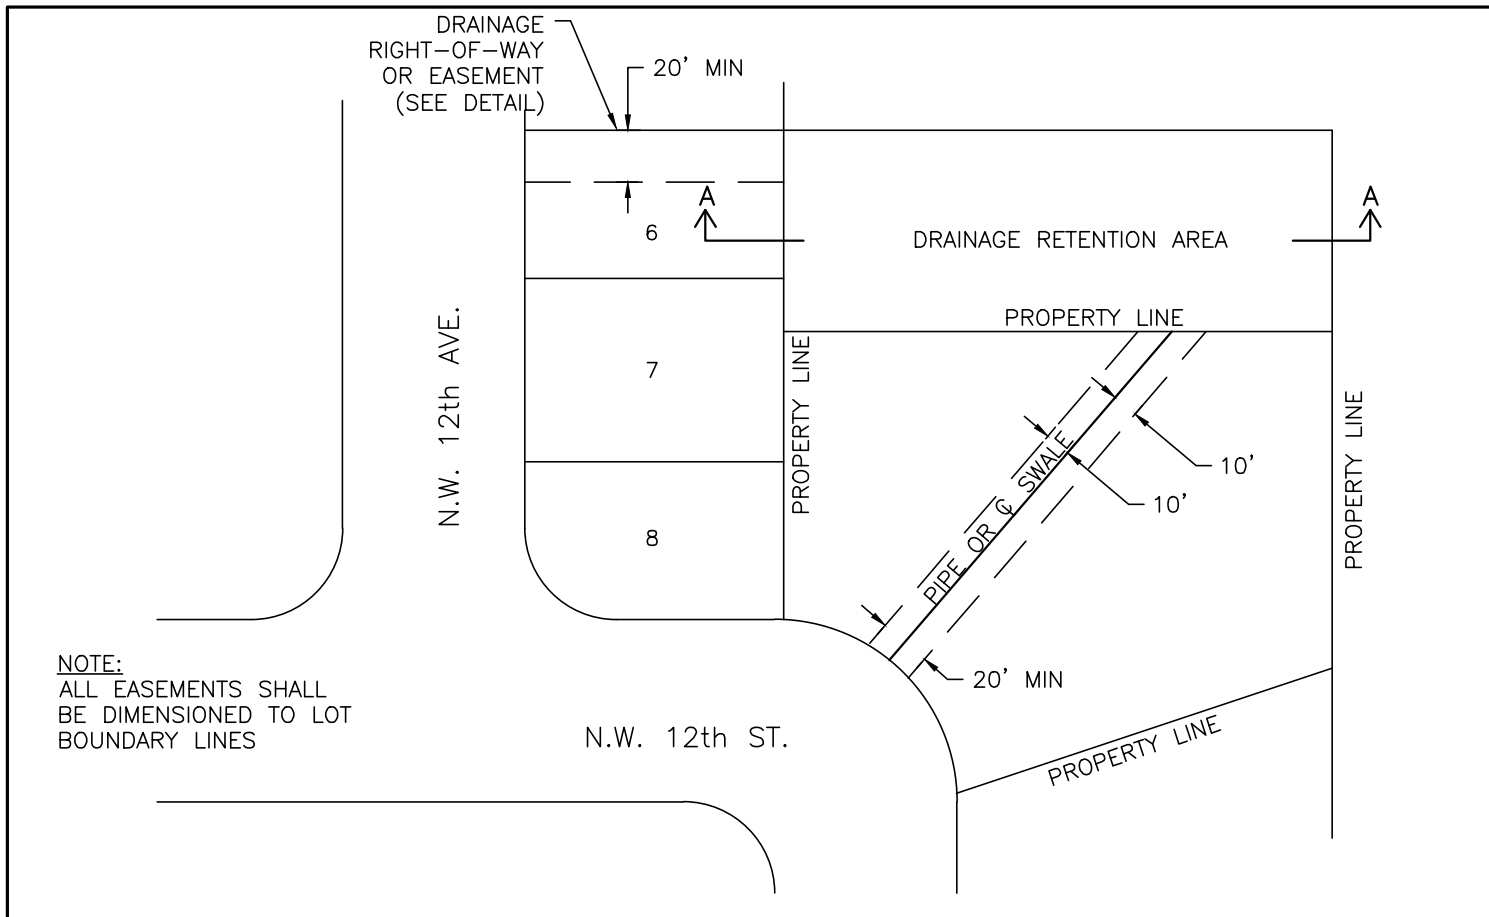 DRAINAGE
RIGHT-OF-WAY
OR EASEMENT
(SEE DETAIL)
20' MIN
A
A
6
DRAINAGE RETENTION AREA
PROPERTY LINE
N.W. 12th AVE.
7
PROPERTY LINE
PROPERTY LINE
PIPE OR ℄ SWALE
10'
10'
8
20' MIN
NOTE:
ALL EASEMENTS SHALL
BE DIMENSIONED TO LOT
BOUNDARY LINES
N.W. 12th ST.
PROPERTY LINE